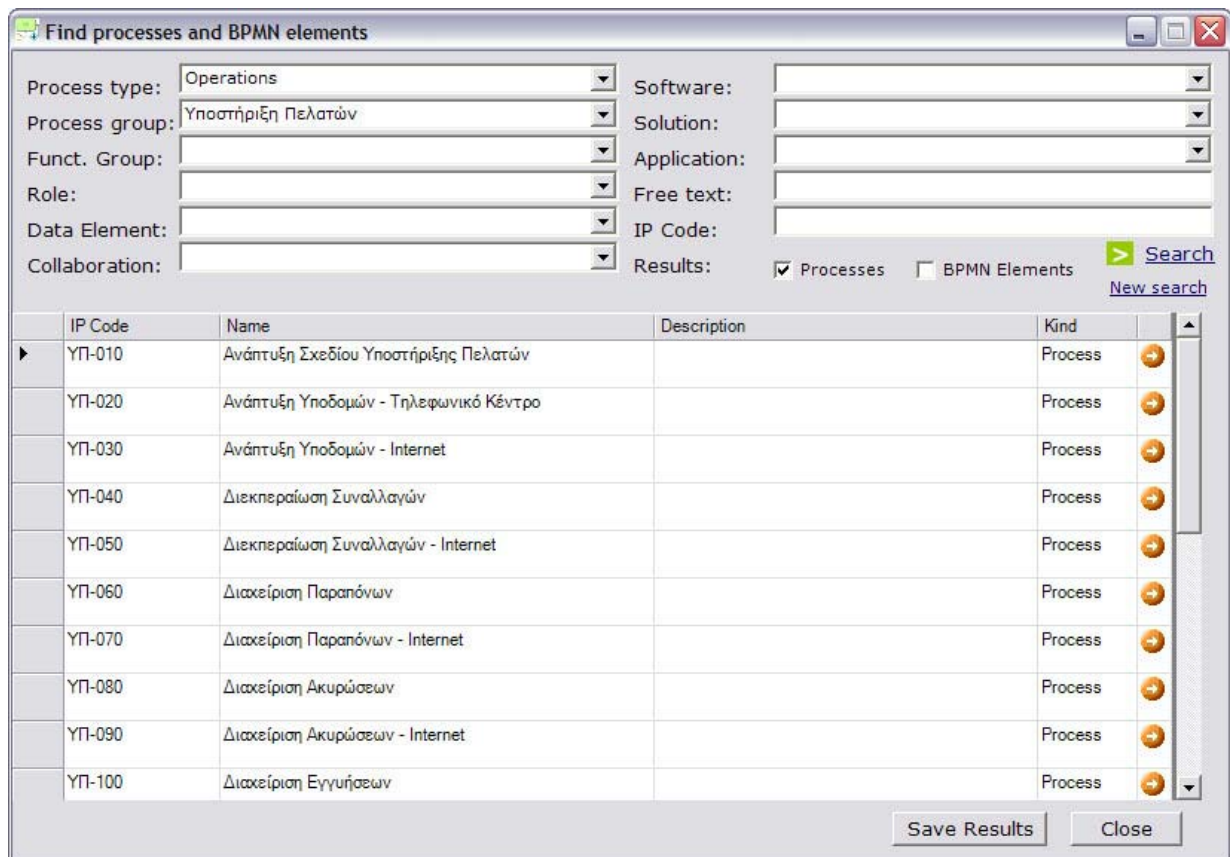 Find processes and BPMN elements
Process type: Operations Software:
Process group: Υποστήριξη Πελατών Solution:
Funct. Group: Application:
Role: Free text:
Data Element: IP Code:
Collaboration: Results: Processes BPMN Elements > Search
New search
IP Code Name Description Kind
ΥΠ-010 Ανάπτυξη Σχεδίου Υποστήριξης Πελατών Process
ΥΠ-020 Ανάπτυξη Υποδομών - Τηλεφωνικό Κέντρο Process
ΥΠ-030 Ανάπτυξη Υποδομών - Internet Process
ΥΠ-040 Διεκπεραίωση Συναλλαγών Process
ΥΠ-050 Διεκπεραίωση Συναλλαγών - Internet Process
ΥΠ-060 Διαχείριση Παραπόνων Process
ΥΠ-070 Διαχείριση Παραπόνων - Internet Process
ΥΠ-080 Διαχείριση Ακυρώσεων Process
ΥΠ-090 Διαχείριση Ακυρώσεων - Internet Process
ΥΠ-100 Διαχείριση Εγγυήσεων Process
Save Results Close